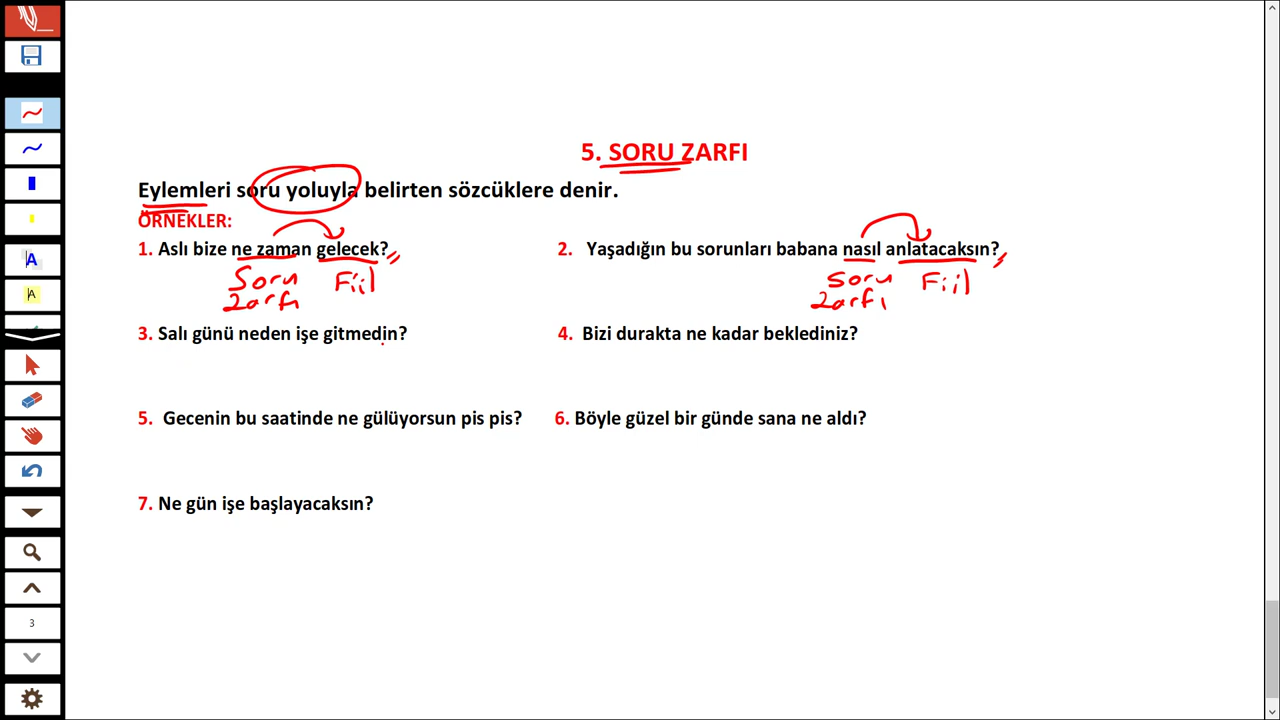 5. SORU ZARFI
Eylemleri soru yoluyla belirten sözcüklere denir.
ÖRNEKLER:
1. Aslı bize ne zaman gelecek?
2. Yaşadığın bu sorunları babana nasıl anlatacaksın?
Soru Fiil
Zarfı
Soru Fiil
Zarfı
3. Salı günü neden işe gitmedin?
4. Bizi durakta ne kadar beklediniz?
5. Gecenin bu saatinde ne gülüyorsun pis pis?
6. Böyle güzel bir günde sana ne aldı?
7. Ne gün işe başlayacaksın?
A
A
3